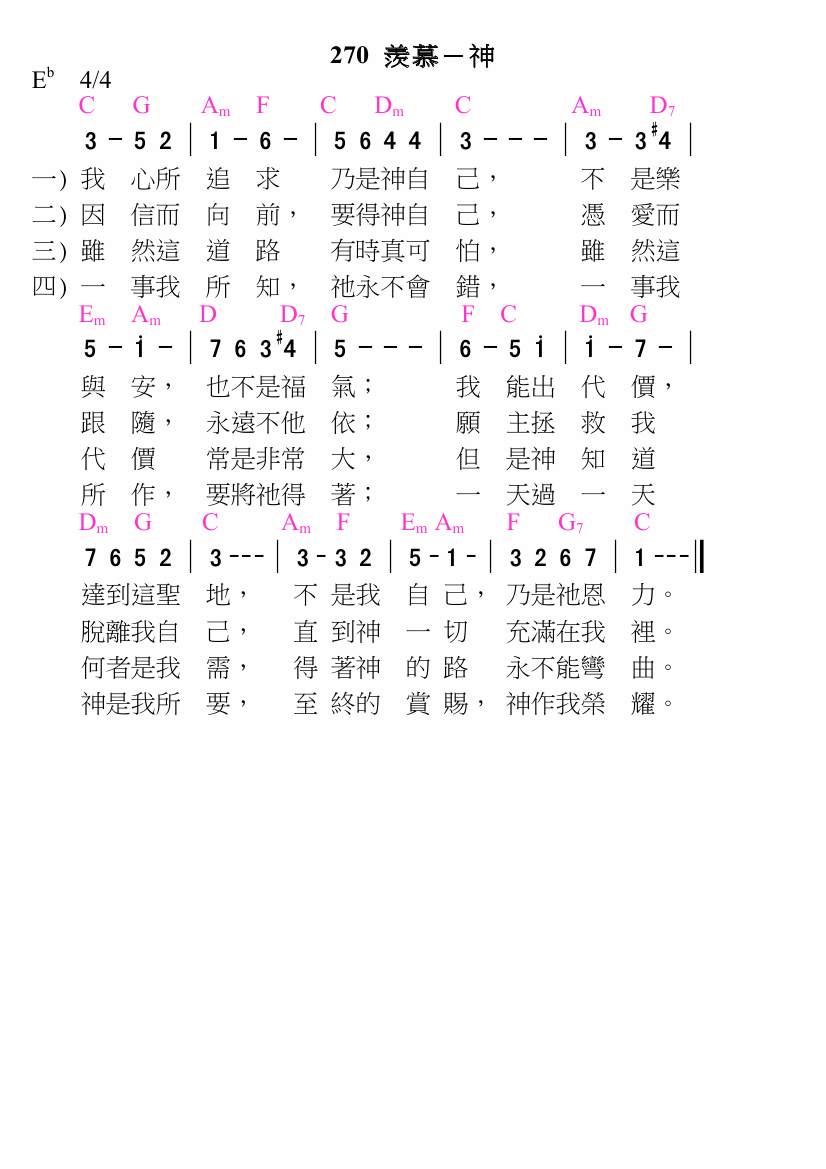 270 羨慕－神
E♭ 4/4
C G Am F C Dm C Am D7
3 - 5 2 | 1 - 6 - | 5 6 4 4 | 3 - - - | 3 - 3 #4 |
一) 我 心所 追 求 乃是神自 己， 不 是樂
二) 因 信而 向 前， 要得神自 己， 憑 愛而
三) 雖 然這 道 路 有時真可 怕， 雖 然這
四) 一 事我 所 知， 祂永不會 錯， 一 事我
Em Am D D7 G F C Dm G
5 - i - | 7 6 3 #4 | 5 - - - | 6 - 5 i | i - 7 - |
與 安， 也不是福 氣； 我 能出 代 價，
跟 隨， 永遠不他 依； 願 主拯 救 我
代 價 常是非常 大， 但 是神 知 道
所 作， 要將祂得 著； 一 天過 一 天
Dm G C Am F Em Am F G7 C
7 6 5 2 | 3 - - - | 3 - 3 2 | 5 - 1 - | 3 2 6 7 | 1 - - - ‖
達到這聖 地， 不 是我 自 己， 乃是祂恩 力。
脫離我自 己， 直 到神 一 切 充滿在我 裡。
何者是我 需， 得 著神 的 路 永不能彎 曲。
神是我所 要， 至 終的 賞 賜， 神作我榮 耀。